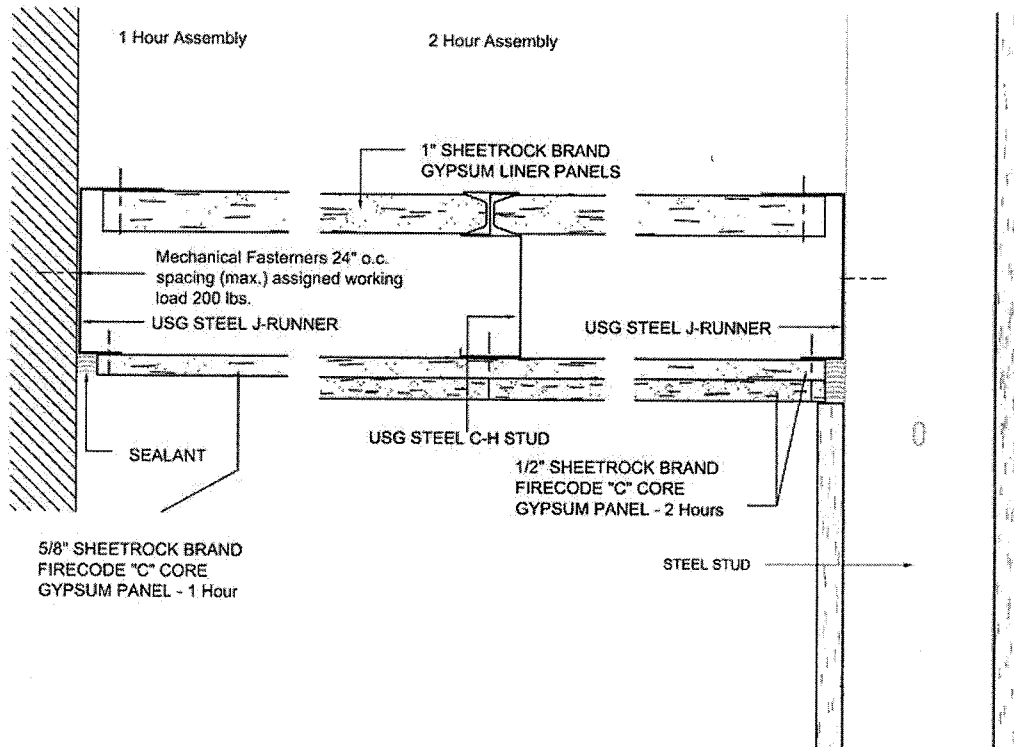 1 Hour Assembly
2 Hour Assembly
1" SHEETROCK BRAND
GYPSUM LINER PANELS
Mechanical Fasteners 24" o.c.
spacing (max.) assigned working
load 200 lbs.
USG STEEL J-RUNNER
USG STEEL J-RUNNER
USG STEEL C-H STUD
SEALANT
1/2" SHEETROCK BRAND
FIRECODE "C" CORE
GYPSUM PANEL - 2 Hours
5/8" SHEETROCK BRAND
FIRECODE "C" CORE
GYPSUM PANEL - 1 Hour
STEEL STUD